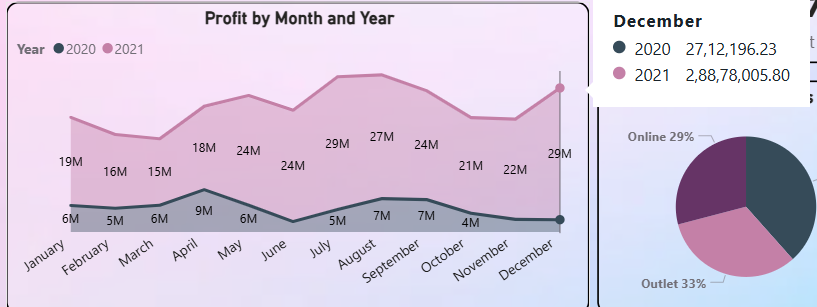 Profit by Month and Year
Year 2020 2021
19M 16M 15M 18M 24M 24M 29M 27M 24M 21M 22M 29M
6M 5M 6M 9M 6M 5M 7M 7M 4M
January February March April May June July August September October November December
December
2020 27,12,196.23
2021 2,88,78,005.80
Online 29%
Outlet 33%